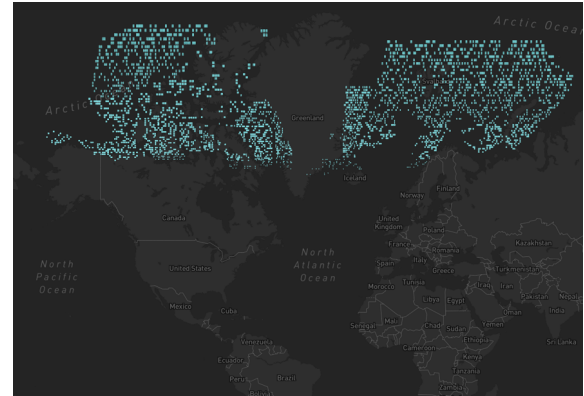 Arctic Ocean
Arctic
Greenland
Iceland
Finland
Norway
Canada
United
Kingdom
Poland
France
Romania
Kazakhstan
North
Pacific
Ocean
United States
North
Atlantic
Ocean
Spain
Italy
Greece
Turkmenistan
Morocco
Tunisia
Iraq
Iran
Pakistan
Nepal
Mexico
Cuba
Libya
Egypt
Oman
India
Senegal
Mali
Chad
Sudan
Yemen
Venezuela
Cameroon
Ethiopia
Sri Lanka
Ecuador
Kenya
Peru
Brazil
Tanzania
Zambia